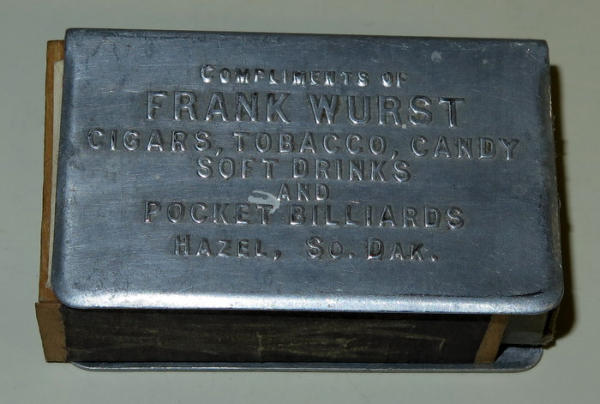 COMPLIMENTS OF
FRANK WURST
CIGARS, TOBACCO, CANDY
SOFT DRINKS
AND
POCKET BILLIARDS
HAZEL, SO. DAK.